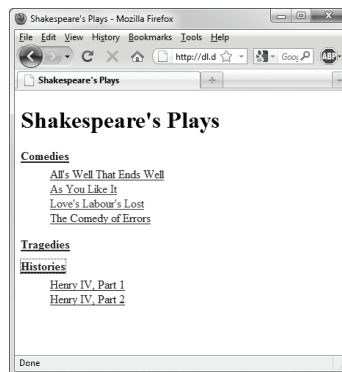 Shakespeare's Plays - Mozilla Firefox
File Edit View History Bookmarks Tools Help
http://dl.d
Goog
ABP
Shakespeare's Plays
Shakespeare's Plays
Comedies
All's Well That Ends Well
As You Like It
Love's Labour's Lost
The Comedy of Errors
Tragedies
Histories
Henry IV, Part 1
Henry IV, Part 2
Done